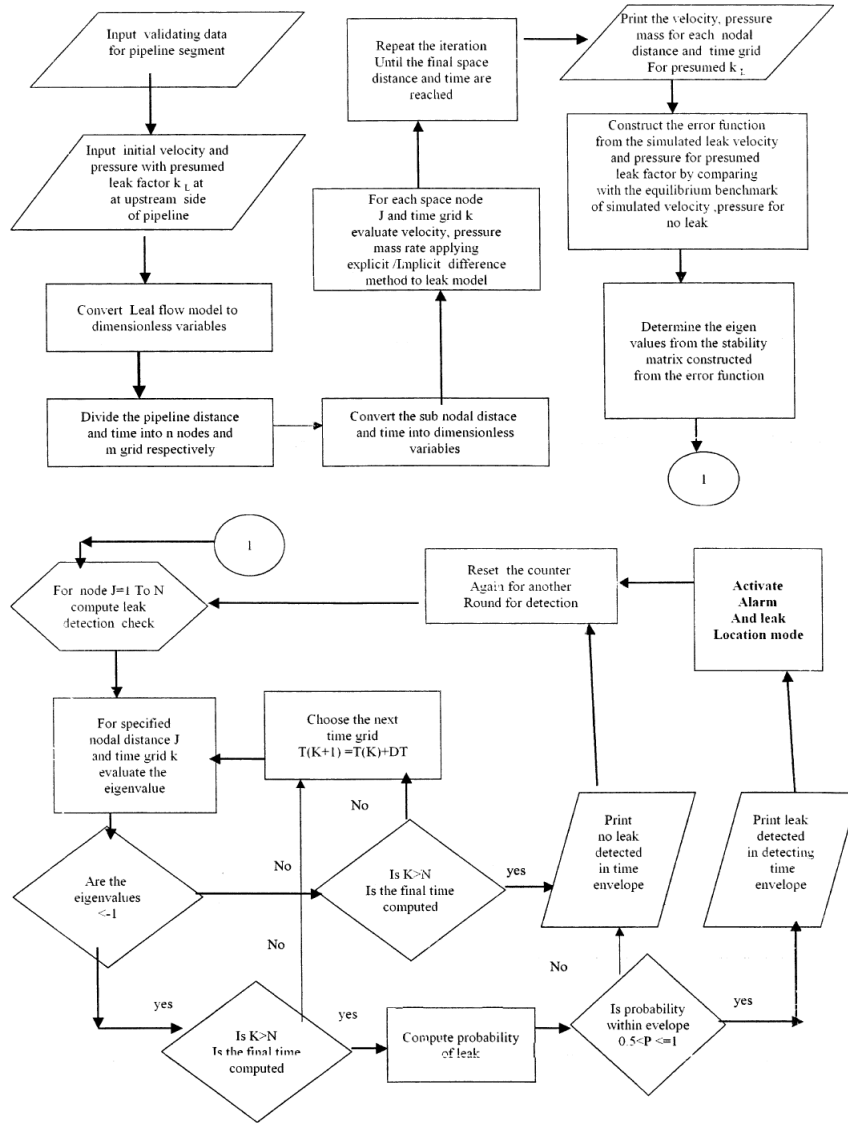 Input validating data
for pipeline segment
Input initial velocity and
pressure with presumed
leak factor k L at
at upstream side
of pipeline
Convert Leal flow model to
dimensionless variables
Divide the pipeline distance
and time into n nodes and
m grid respectively
Convert the sub nodal distace
and time into dimensionless
variables
For each space node
J and time grid k
evaluate velocity, pressure
mass rate applying
explicit /Implicit difference
method to leak model
Repeat the iteration
Until the final space
distance and time are
reached
Print the velocity, pressure
mass for each nodal
distance and time grid
For presumed k L
Construct the error function
from the simulated leak velocity
and pressure for presumed
leak factor by comparing
with the equilibrium benchmark
of simulated velocity ,pressure for
no leak
Determine the eigen
values from the stability
matrix constructed
from the error function
1
1
For node J=1 To N
compute leak
detection check
Reset the counter
Again for another
Round for detection
Activate
Alarm
And leak
Location mode
For specified
nodal distance J
and time grid k
evaluate the
eigenvalue
Choose the next
time grid
T(K+1) =T(K)+DT
No
Are the
eigenvalues
<-1
No
Is K>N
Is the final time
computed
yes
Print
no leak
detected
in time
envelope
Print leak
detected
in detecting
time
envelope
No
yes
Is K>N
Is the final time
computed
yes
Compute probability
of leak
No
Is probability
within evelope
0.5<P <=1
yes